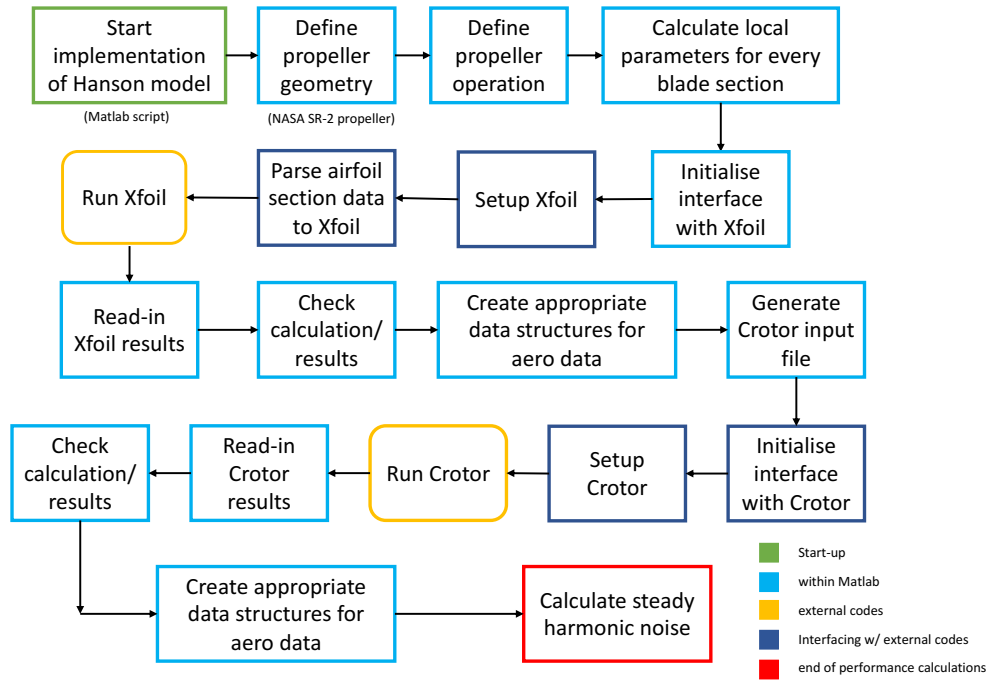 Start
implementation
of Hanson model
(Matlab script)
Define
propeller
geometry
(NASA SR-2 propeller)
Define
propeller
operation
Calculate local
parameters for every
blade section
Initialise
interface
with Xfoil
Setup Xfoil
Parse airfoil
section data
to Xfoil
Run Xfoil
Read-in
Xfoil results
Check
calculation/
results
Create appropriate
data structures for
aero data
Generate
Crotor input
file
Initialise
interface
with Crotor
Setup
Crotor
Run Crotor
Read-in
Crotor
results
Check
calculation/
results
Create appropriate
data structures for
aero data
Calculate steady
harmonic noise
Start-up
within Matlab
external codes
Interfacing w/ external codes
end of performance calculations